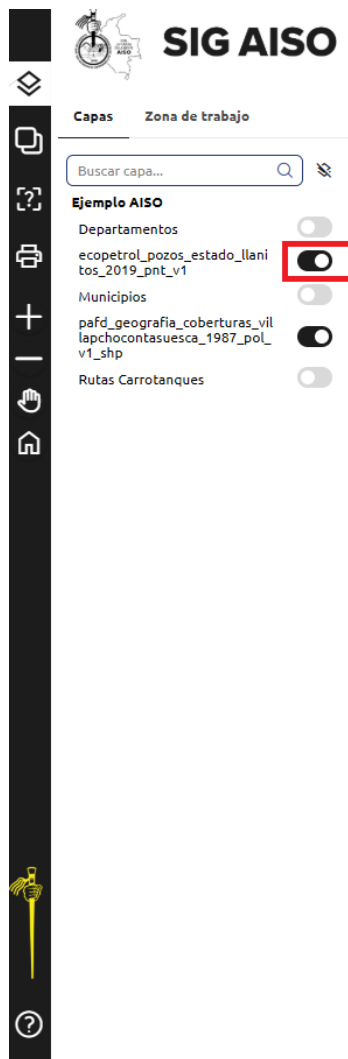 SIG AISO
Capas Zona de trabajo
Buscar capa...
Ejemplo AISO
Departamentos
ecopetrol_pozos_estado_llani
tos_2019_pnt_v1
Municipios
pafd_geografia_coberturas_vil
lapchocontasuesca_1987_pol_
v1_shp
Rutas Carrotanques